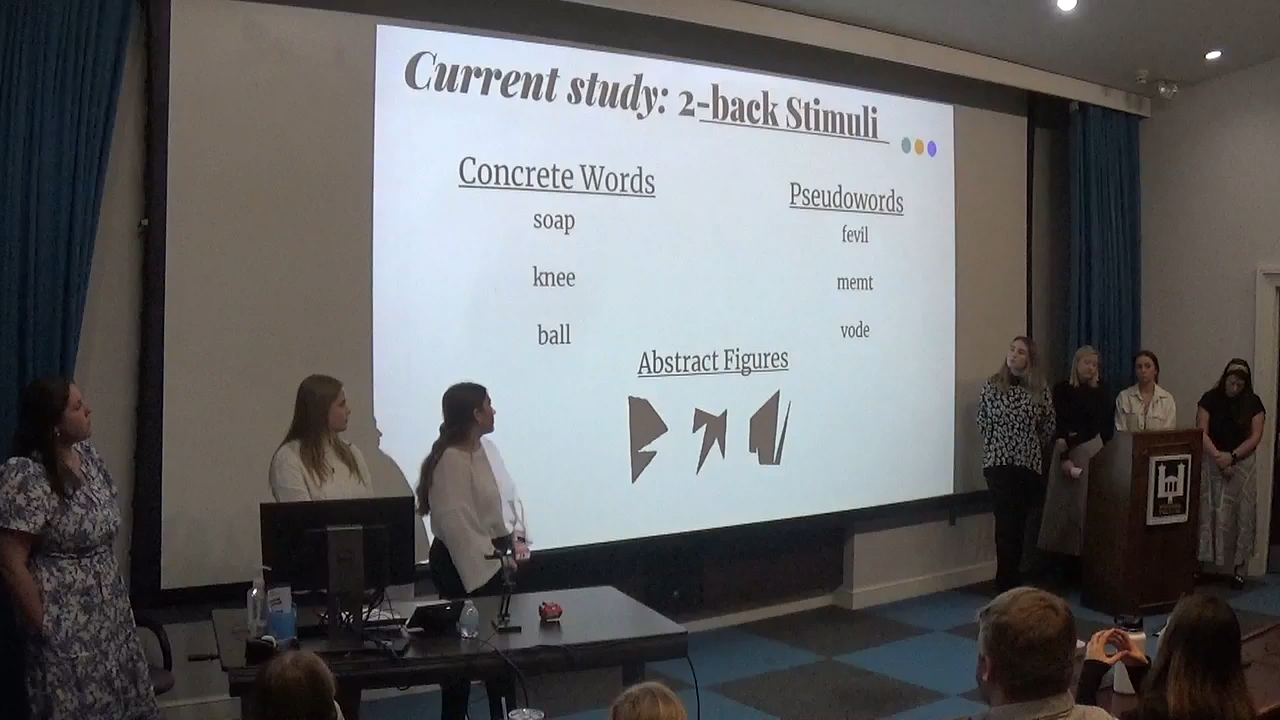 Current study: 2-back Stimuli
Concrete Words
soap
knee
ball
Pseudowords
fevil
memt
vode
Abstract Figures